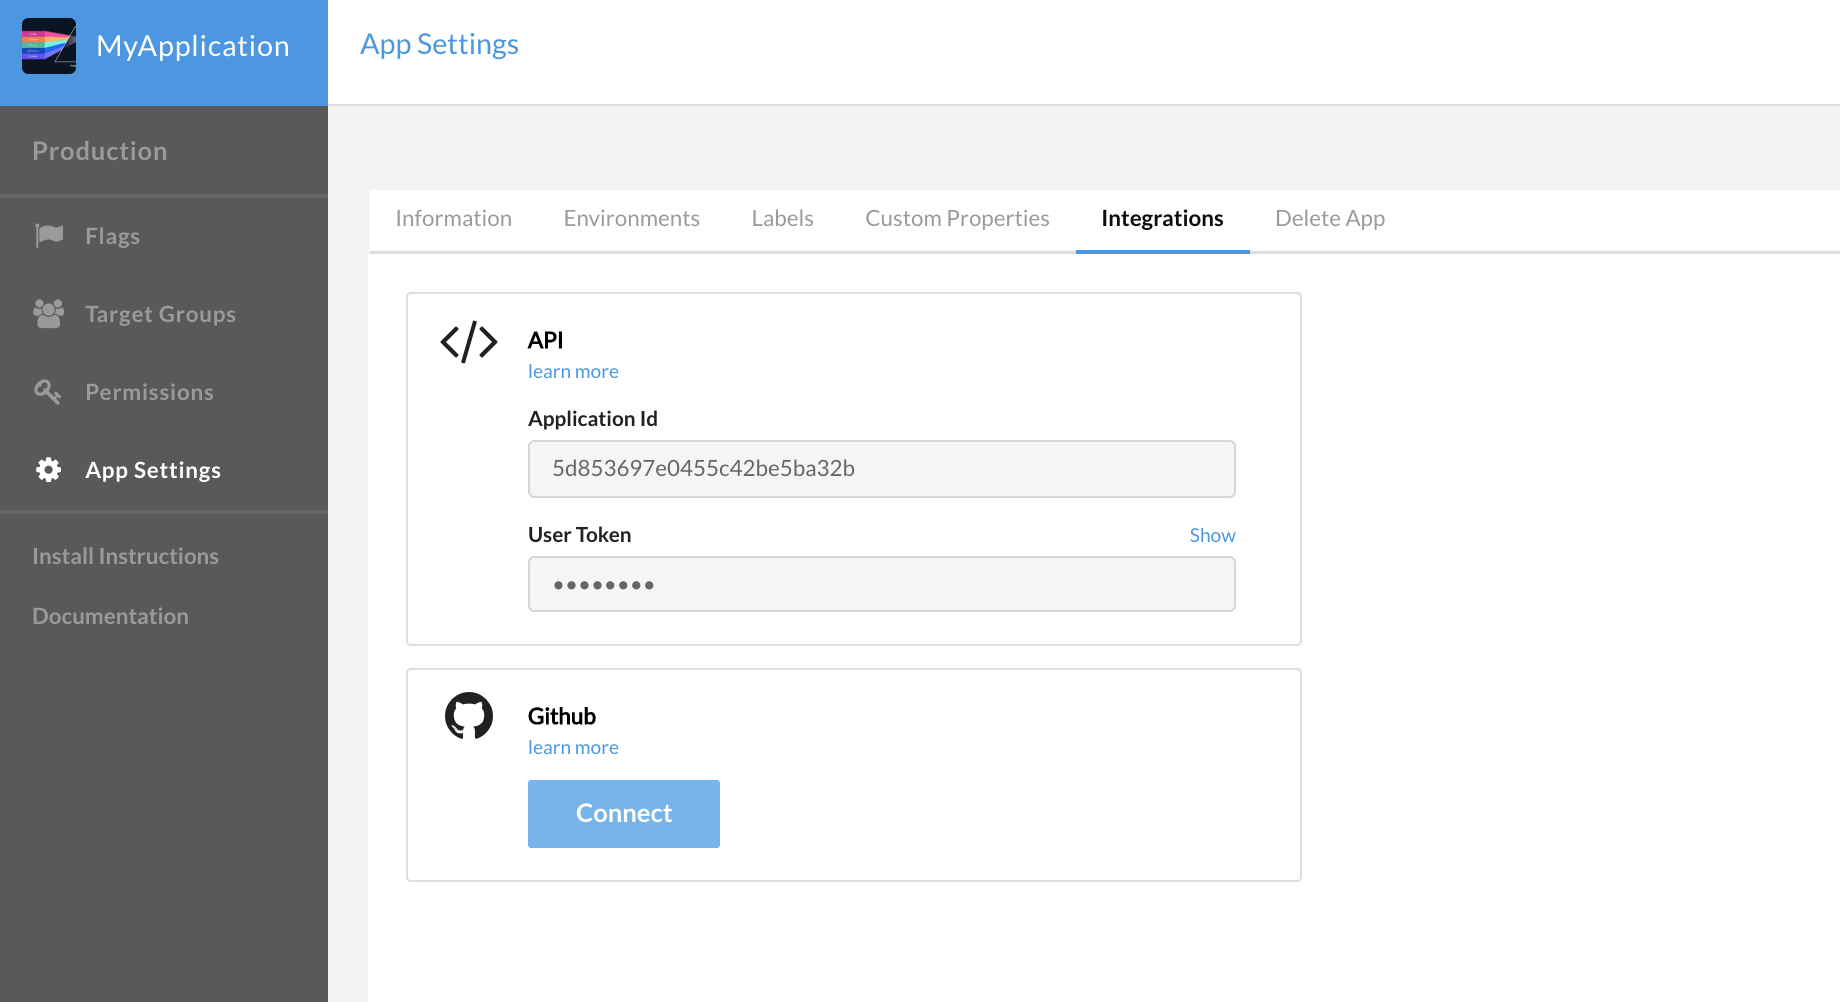 MyApplication
App Settings
Production
Flags
Target Groups
Permissions
App Settings
Install Instructions
Documentation
Information Environments Labels Custom Properties Integrations Delete App
API
learn more
Application Id
5d853697e0455c42be5ba32b
User Token Show
••••••••
Github
learn more
Connect